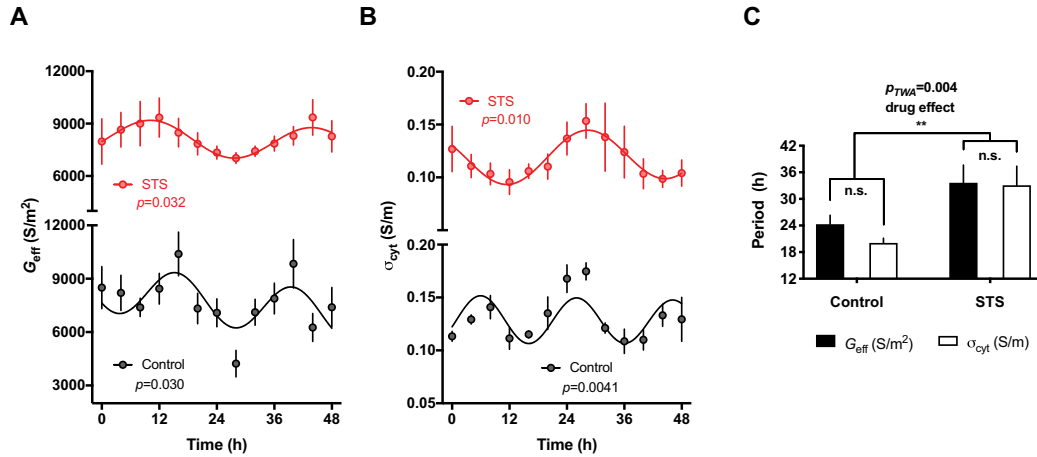 A
12000
9000
6000
STS
p=0.032
12000
9000
6000
3000
Control
p=0.030
G_eff (S/m²)
0 12 24 36 48
Time (h)
B
0.20
0.15
0.10
STS
p=0.010
0.20
0.15
0.10
0.05
Control
p=0.0041
σ_cyt (S/m)
0 12 24 36 48
Time (h)
C
p_TWA=0.004
drug effect
**
n.s.
n.s.
42
36
30
24
18
12
Period (h)
Control STS
G_eff (S/m²) σ_cyt (S/m)